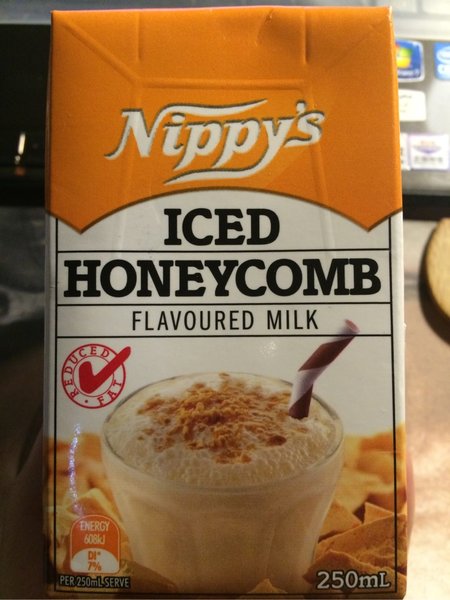 Nippy's
ICED
HONEYCOMB
FLAVOURED MILK
REDUCED
FAT
ENERGY
608kJ
DI*
7%
PER 250mL SERVE
250mL